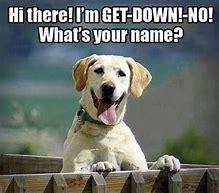 Hi there! I'm GET-DOWN!-NO!
What's your name?